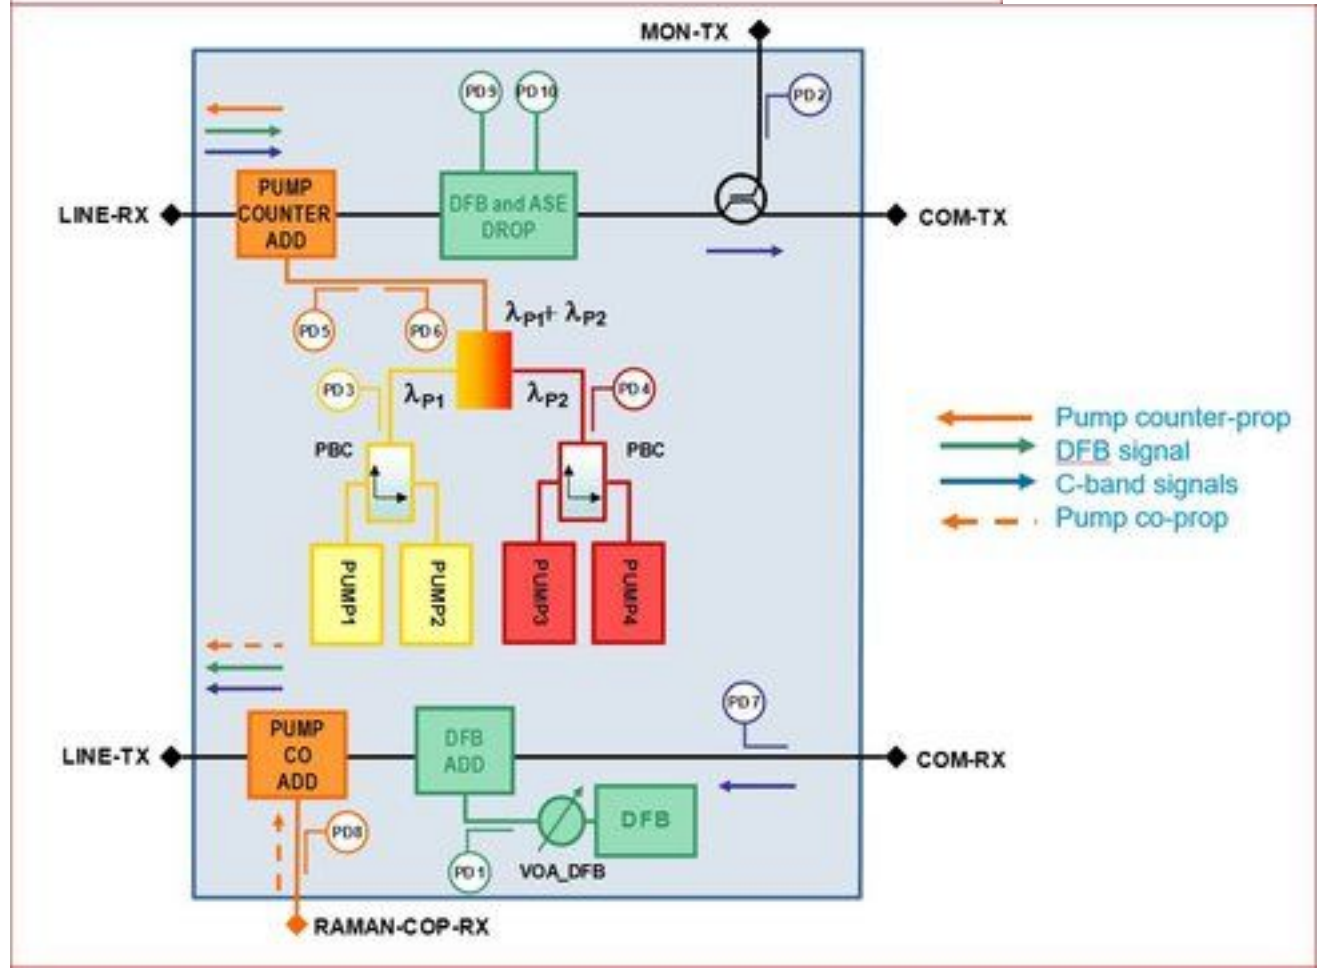 MON-TX
PD 9
PD 10
PD 2
PUMP
COUNTER
ADD
DFB and ASE
DROP
LINE-RX
COM-TX
PD 5
PD 6
λP1+ λP2
PD 3
λP1
λP2
PD 4
PBC
PBC
Pump counter-prop
DFB signal
C-band signals
Pump co-prop
PUMP1
PUMP2
PUMP3
PUMP4
PD 7
PUMP
CO
ADD
DFB
ADD
LINE-TX
COM-RX
DFB
PD8
PD 1
VOA_DFB
RAMAN-COP-RX